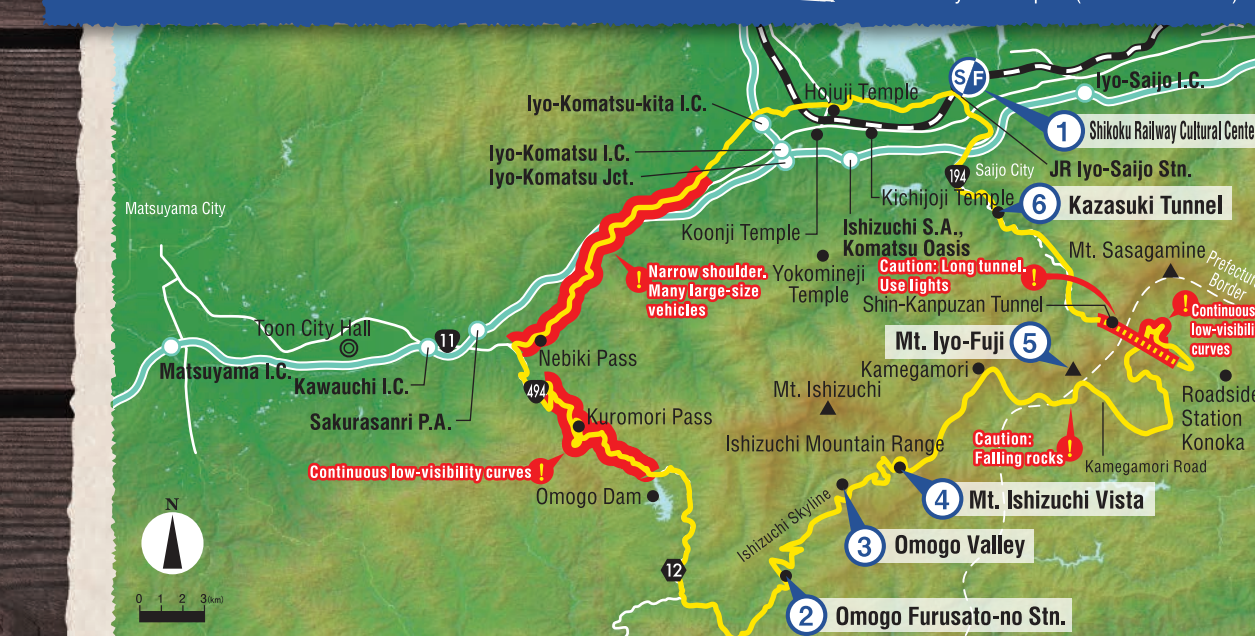 S/F
Iyo-Saijo I.C.
Hojuji Temple
Iyo-Komatsu-kita I.C.
1 Shikoku Railway Cultural Cente
Iyo-Komatsu I.C.
Iyo-Komatsu Jct.
JR Iyo-Saijo Stn.
194
Saijo City
Kichijoji Temple
6 Kazasuki Tunnel
Matsuyama City
Koonji Temple
Ishizuchi S.A.,
Komatsu Oasis
Mt. Sasagamine
Prefectur
Border
! Narrow shoulder.
Many large-size
vehicles
Yokomineji
Temple
Caution: Long tunnel.
Use lights
!
Shin-Kanpuzan Tunnel
! Continuous
low-visibili
curves
Toon City Hall
11
Nebiki Pass
Mt. Iyo-Fuji 5
Kamegamori
Matsuyama I.C.
Kawauchi I.C.
494
Mt. Ishizuchi
Roadside
Station
Konoka
Sakurasanri P.A.
Kuromori Pass
Ishizuchi Mountain Range
Caution:
Falling rocks !
Kamegamori Road
Continuous low-visibility curves !
Omogo Dam
4 Mt. Ishizuchi Vista
Ishizuchi Skyline
N
3 Omogo Valley
12
0 1 2 3(km)
2 Omogo Furusato-no Stn.